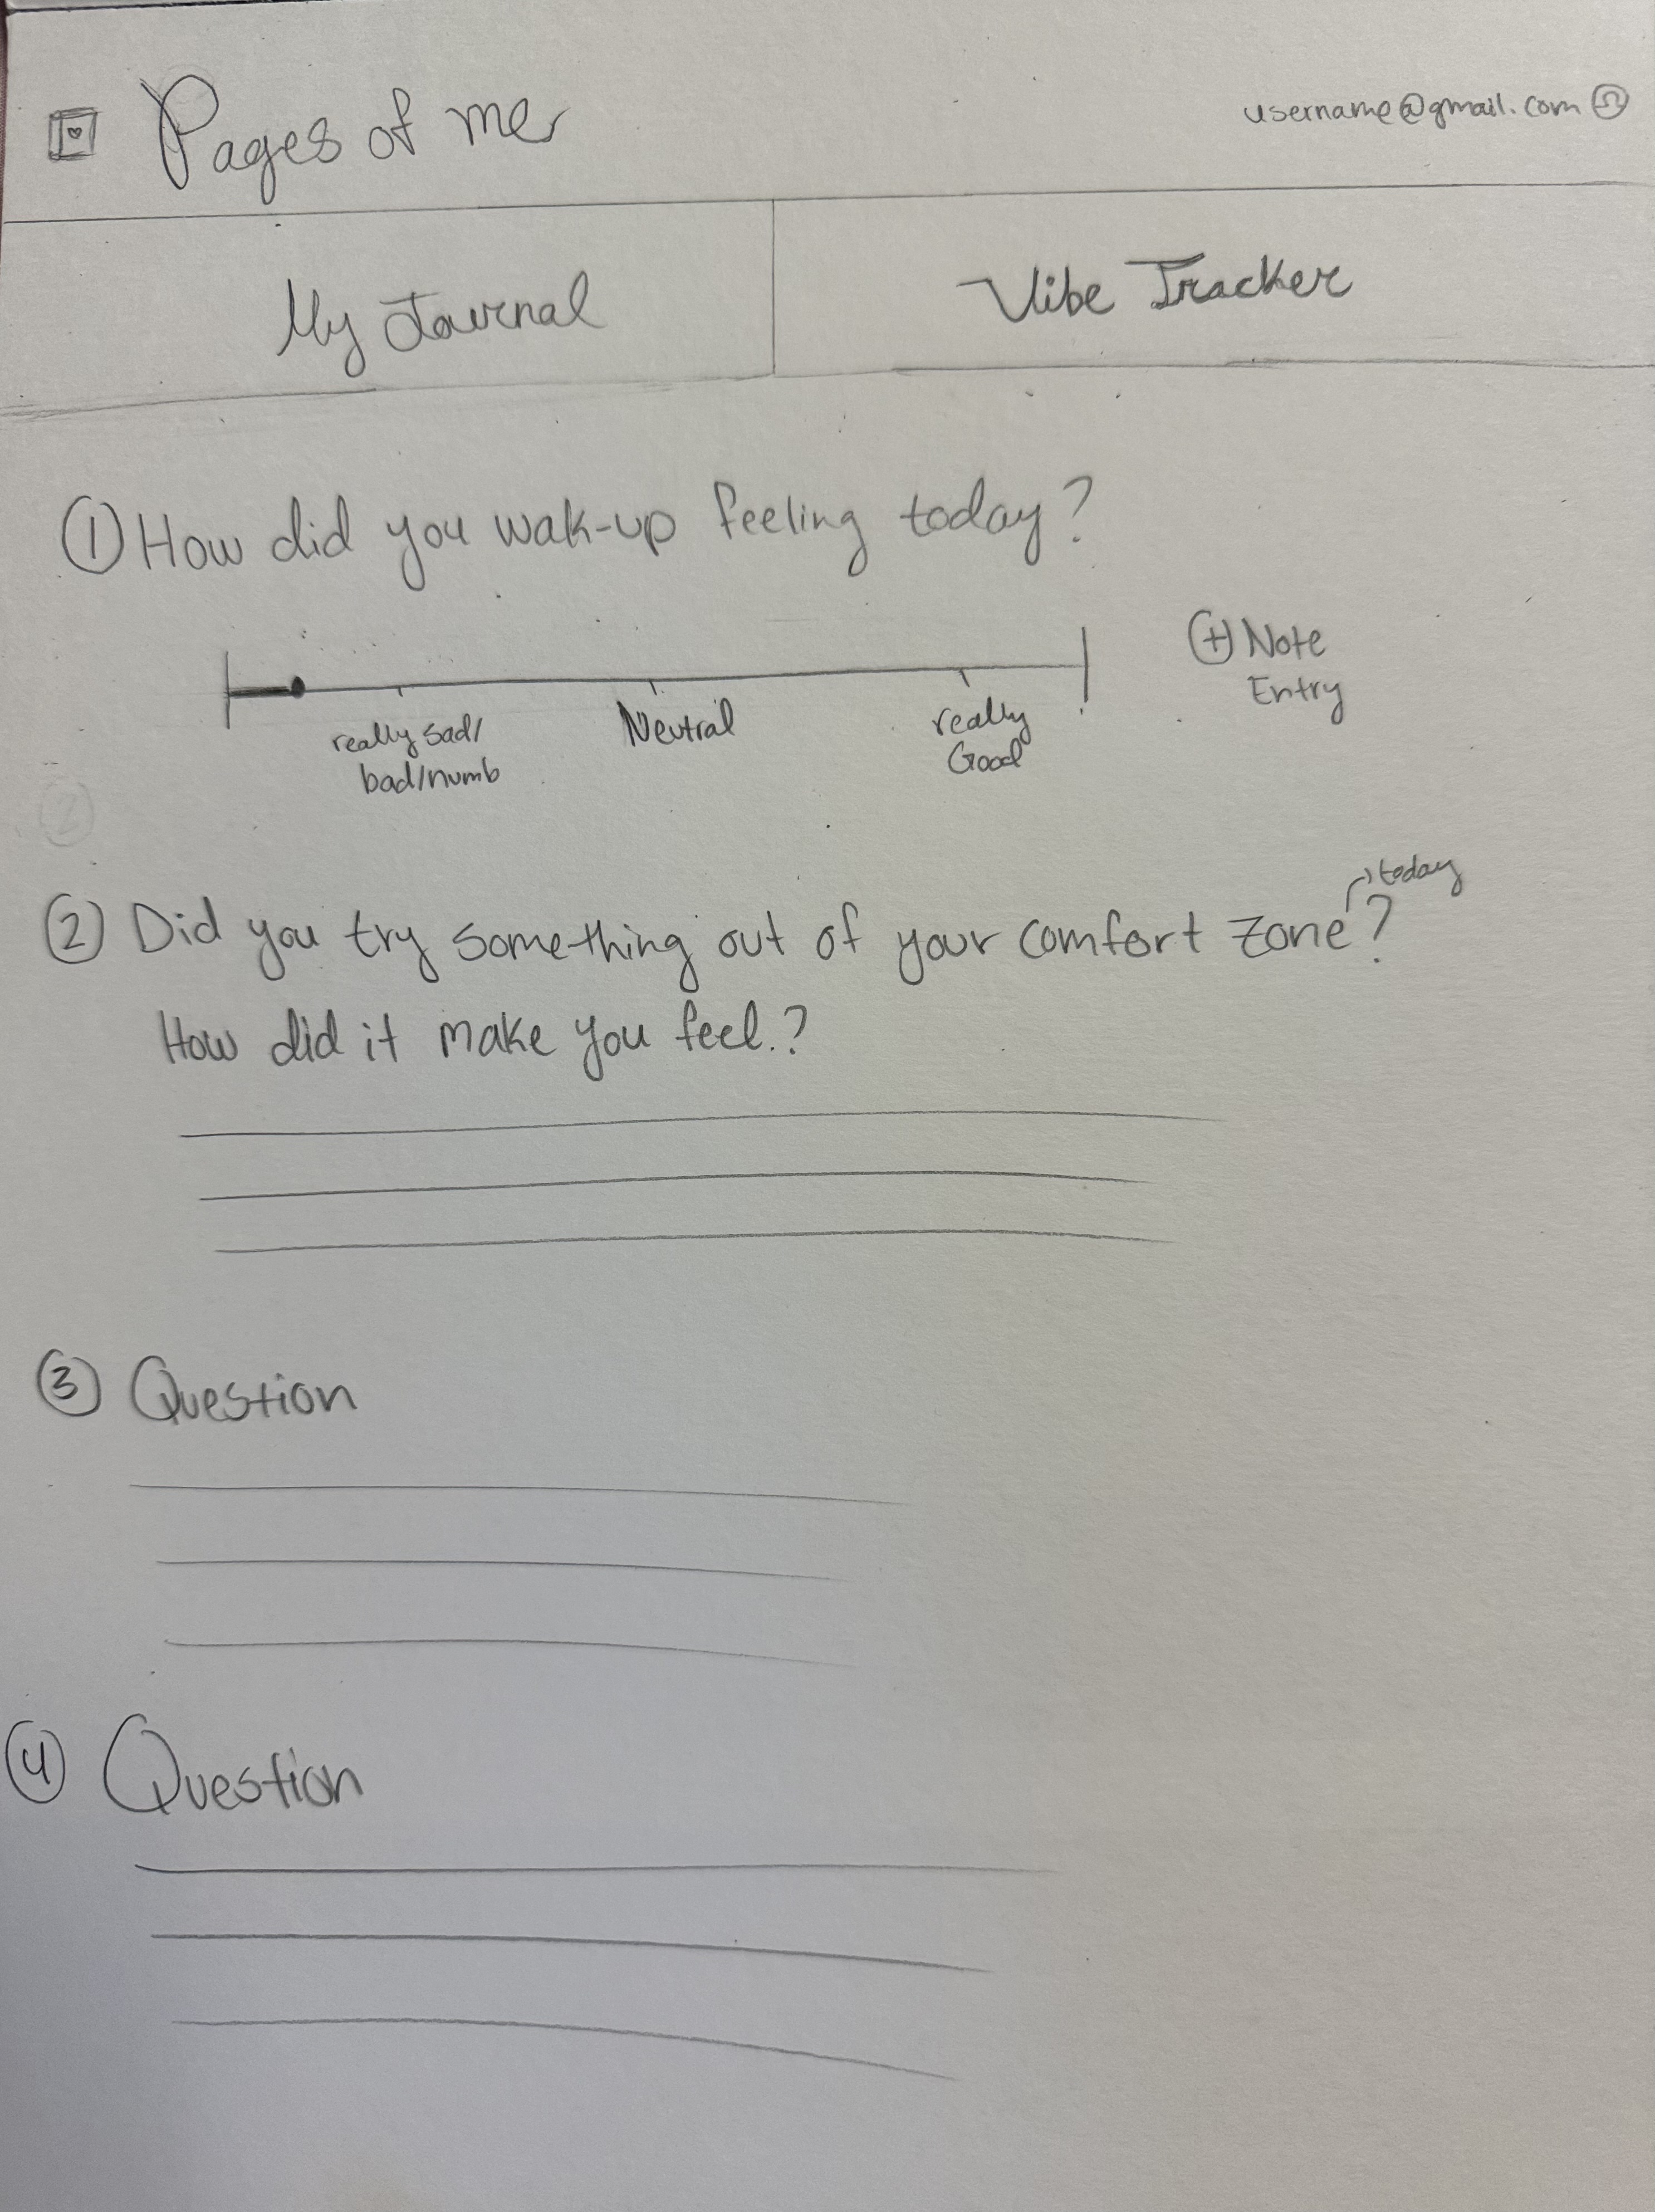 Pages of me
username@gmail.com
My Journal
Vibe Tracker
① How did you wak-up feeling today?
⊕ Note
Entry
really sad/
bad/numb
Neutral
really
Good
2
today
② Did you try something out of your comfort zone?
How did it make you feel.?
③ Question
④ Question